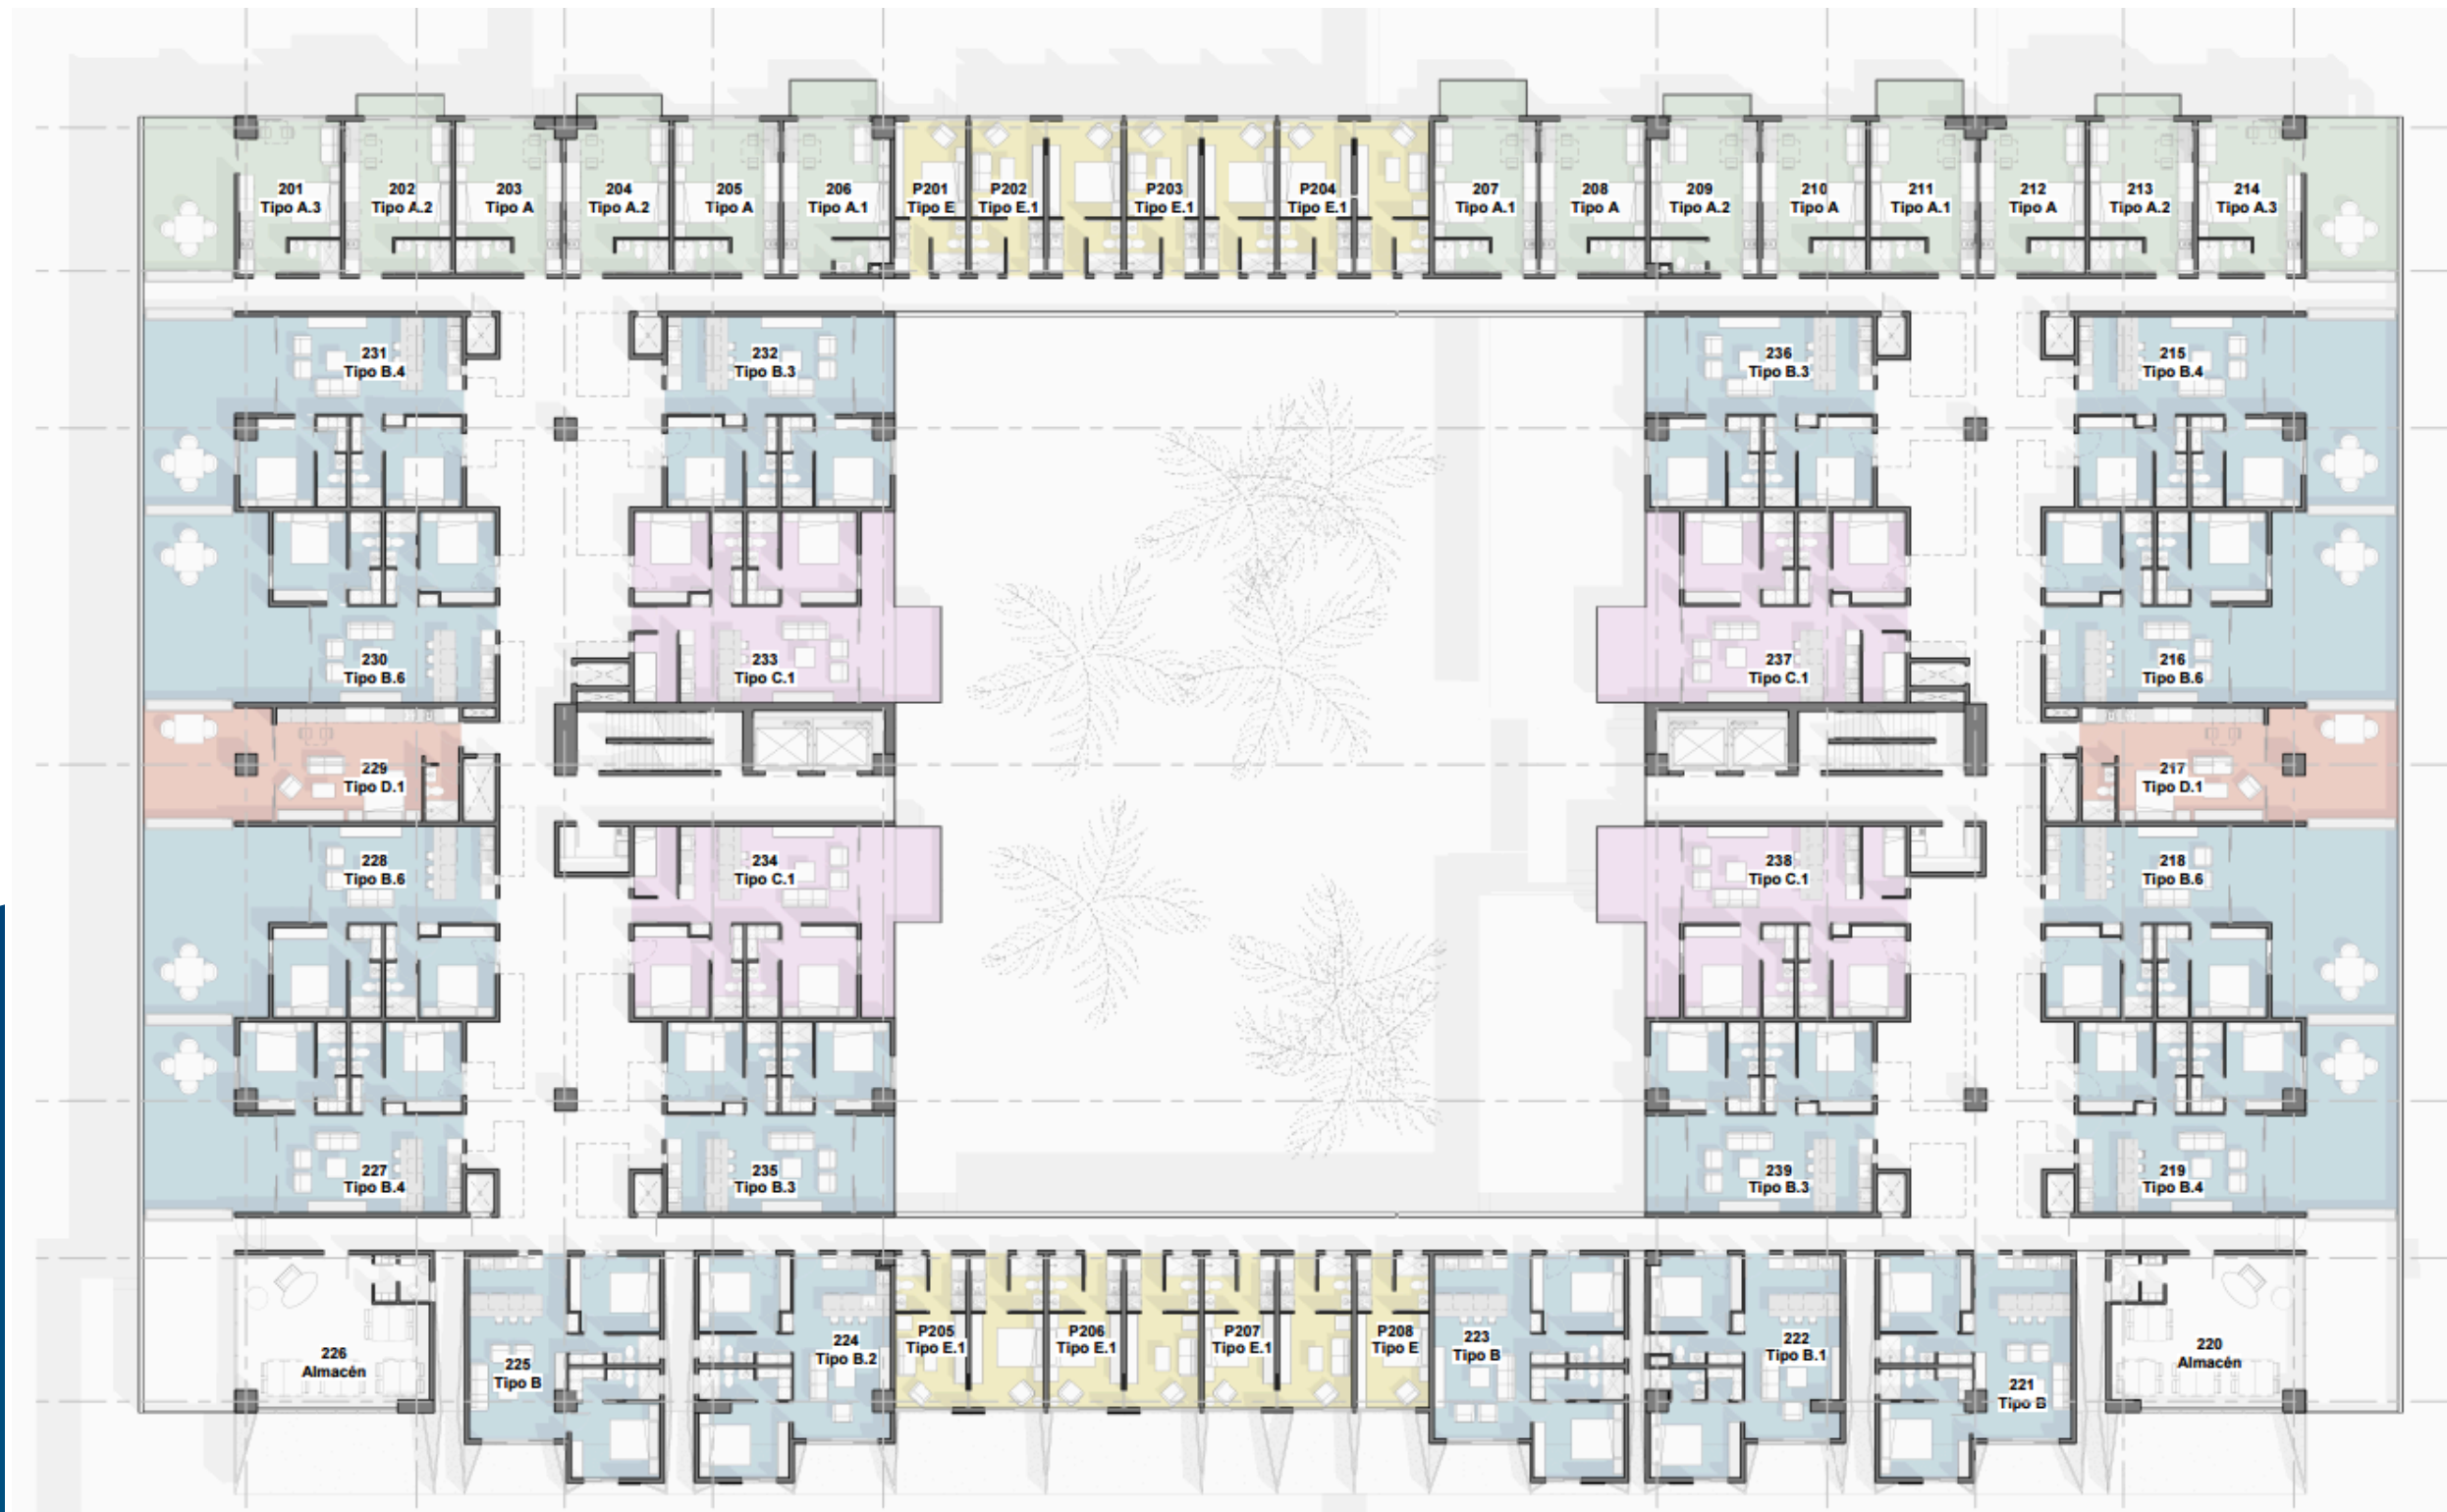 201
Tipo A.3
202
Tipo A.2
203
Tipo A
204
Tipo A.2
205
Tipo A
206
Tipo A.1
P201
Tipo E
P202
Tipo E.1
P203
Tipo E.1
P204
Tipo E.1
207
Tipo A.1
208
Tipo A
209
Tipo A.2
210
Tipo A
211
Tipo A.1
212
Tipo A
213
Tipo A.2
214
Tipo A.3
231
Tipo B.4
232
Tipo B.3
236
Tipo B.3
215
Tipo B.4
230
Tipo B.6
233
Tipo C.1
237
Tipo C.1
216
Tipo B.6
229
Tipo D.1
217
Tipo D.1
228
Tipo B.6
234
Tipo C.1
238
Tipo C.1
218
Tipo B.6
227
Tipo B.4
235
Tipo B.3
239
Tipo B.3
219
Tipo B.4
226
Almacén
225
Tipo B
224
Tipo B.2
P205
Tipo E.1
P206
Tipo E.1
P207
Tipo E.1
P208
Tipo E
223
Tipo B
222
Tipo B.1
221
Tipo B
220
Almacén